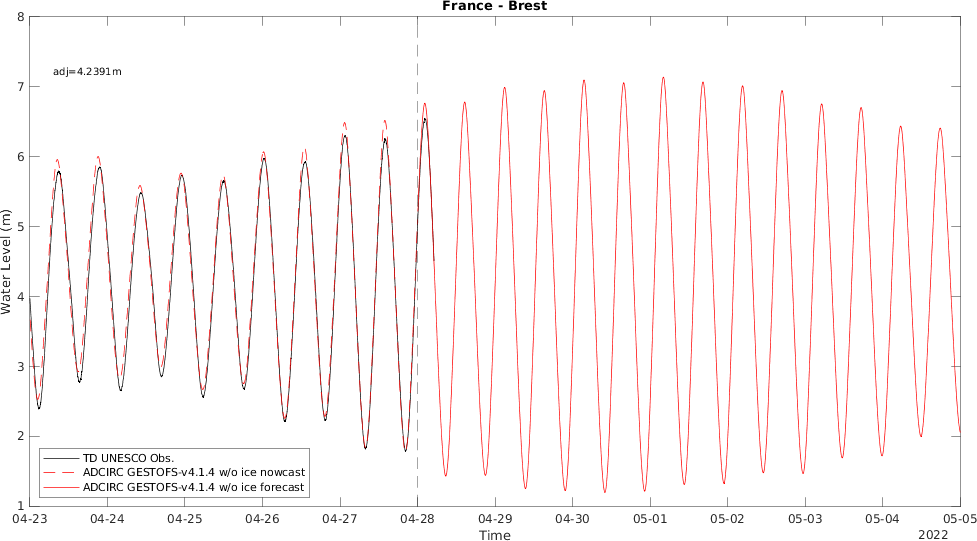 France - Brest
8
adj=4.2391m
7
6
5
4
3
2
1
Water Level (m)
TD UNESCO Obs.
ADCIRC GESTOFS-v4.1.4 w/o ice nowcast
ADCIRC GESTOFS-v4.1.4 w/o ice forecast
04-23 04-24 04-25 04-26 04-27 04-28 04-29 04-30 05-01 05-02 05-03 05-04 05-05
Time
2022